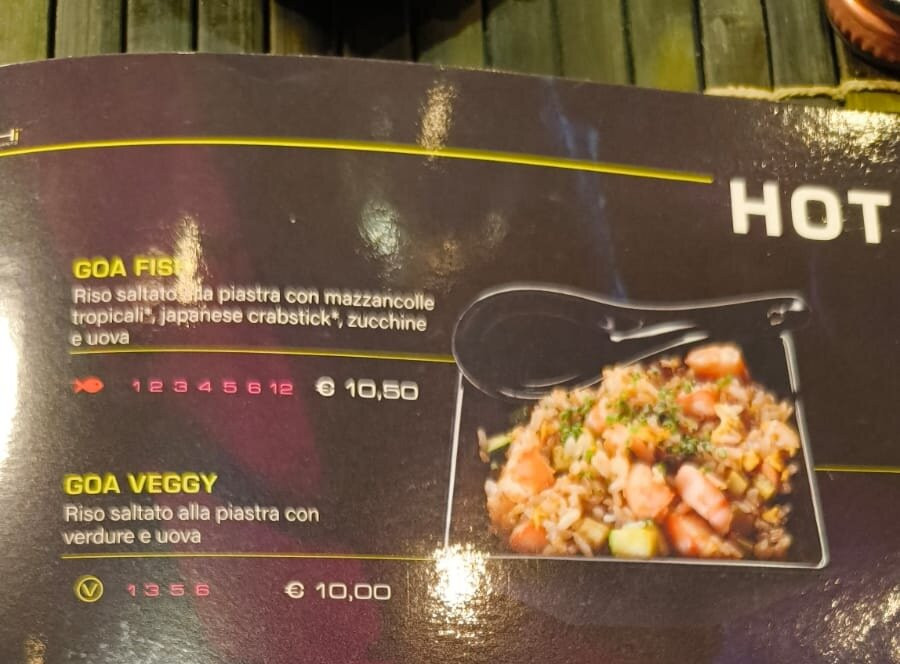 HOT
GOA FISH
Riso saltato alla piastra con mazzancolle
tropicali*, japanese crabstick*, zucchine
e uova
1 2 3 4 5 6 12 € 10,50
GOA VEGGY
Riso saltato alla piastra con
verdure e uova
V 1 3 5 6 € 10,00